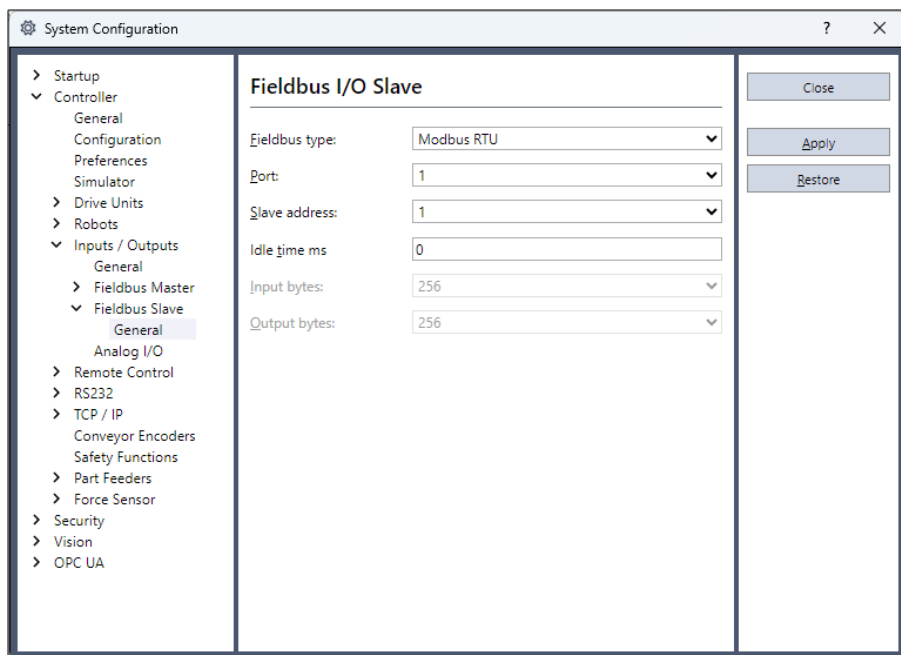 System Configuration
?
Startup
Controller
General
Configuration
Preferences
Simulator
Drive Units
Robots
Inputs / Outputs
General
Fieldbus Master
Fieldbus Slave
General
Analog I/O
Remote Control
RS232
TCP / IP
Conveyor Encoders
Safety Functions
Part Feeders
Force Sensor
Security
Vision
OPC UA
Fieldbus I/O Slave
Fieldbus type: Modbus RTU
Port: 1
Slave address: 1
Idle time ms 0
Input bytes: 256
Output bytes: 256
Close
Apply
Restore